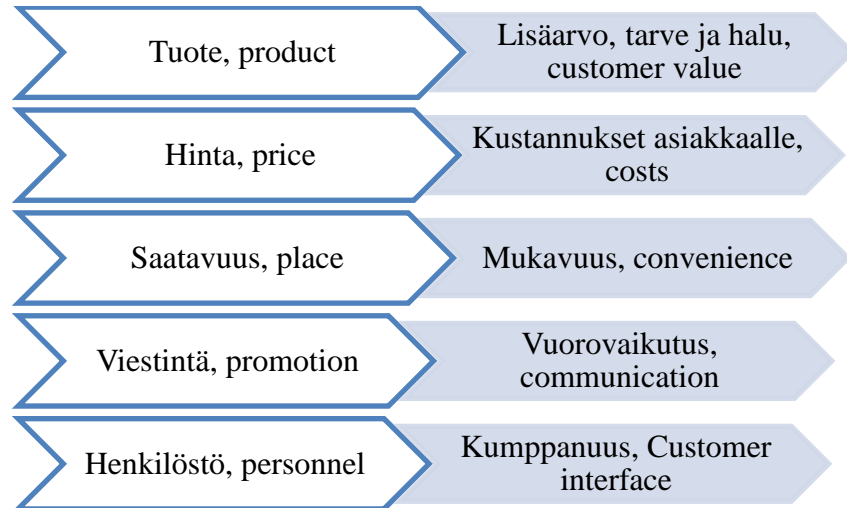 Tuote, product
Lisäarvo, tarve ja halu,
customer value
Hinta, price
Kustannukset asiakkaalle,
costs
Saatavuus, place
Mukavuus, convenience
Viestintä, promotion
Vuorovaikutus,
communication
Henkilöstö, personnel
Kumppanuus, Customer
interface